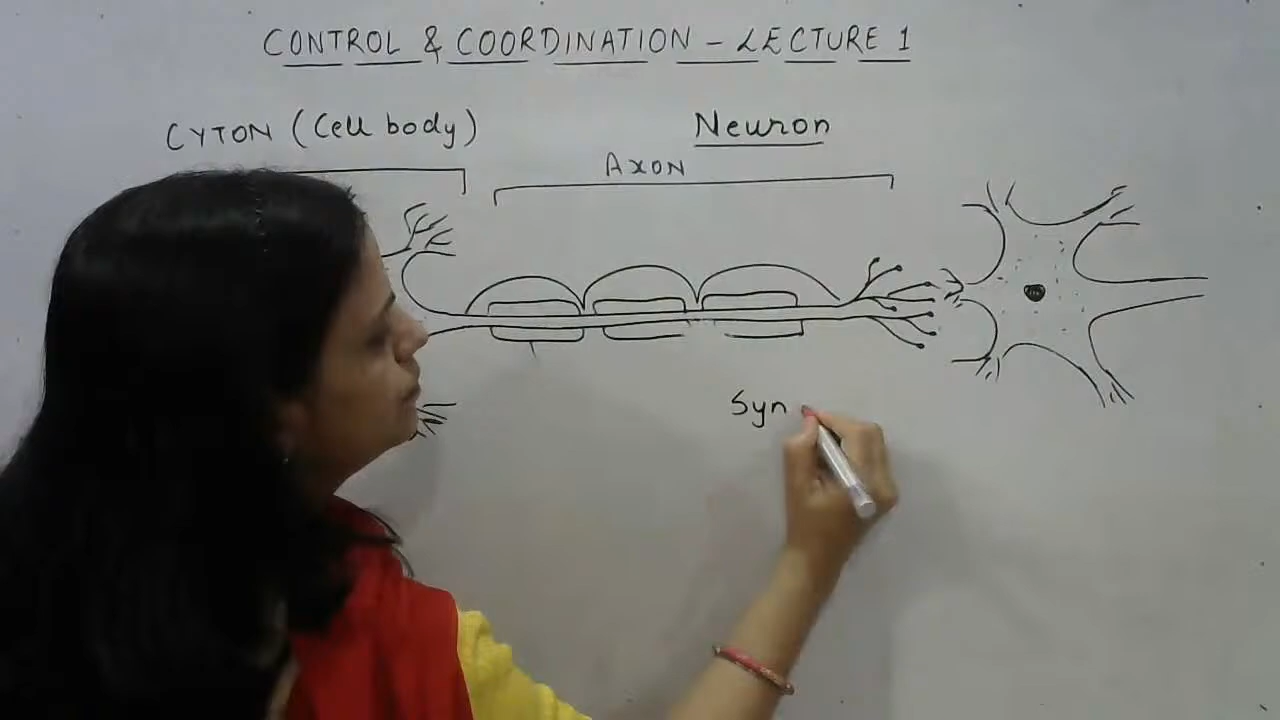 CONTROL & COORDINATION – LECTURE 1
CYTON (Cell body)
Neuron
AXON
Syn